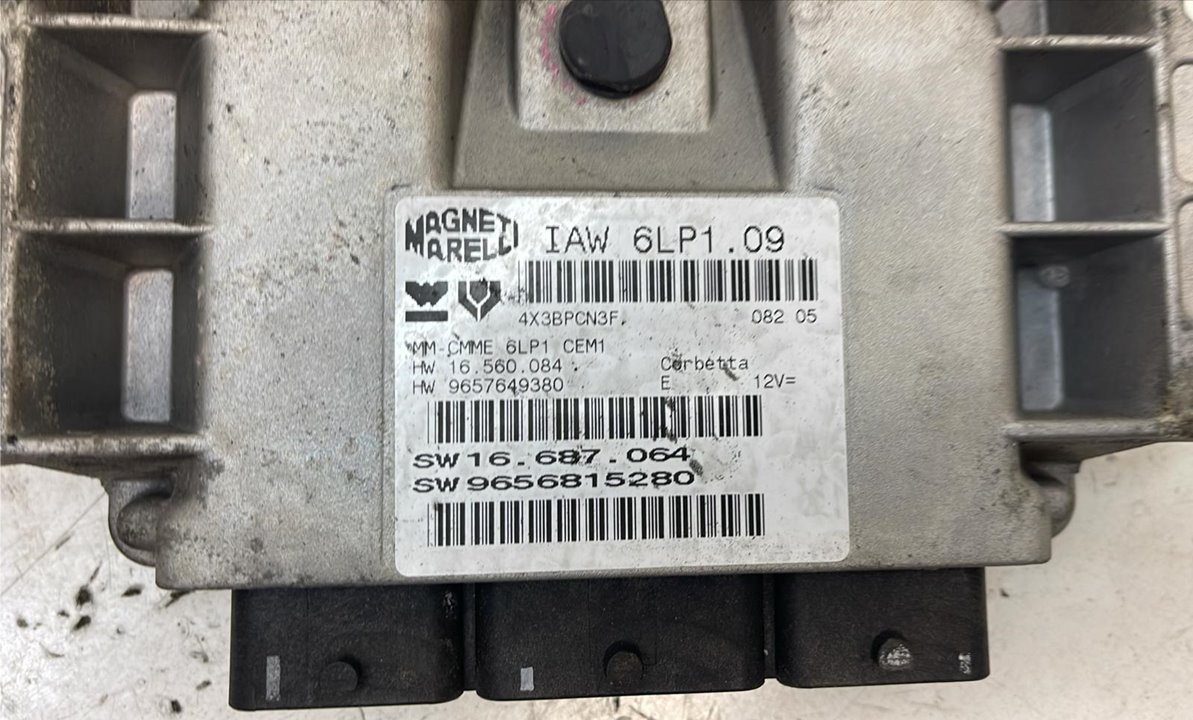 MAGNETI
MARELLI
IAW 6LP1.09
4X3BPCN3F.
082 05
MM-CMME 6LP1 CEM1
HW 16.560.084
Corbetta
HW 9657649380
E 12V=
SW 16.687.064
SW 9656815280